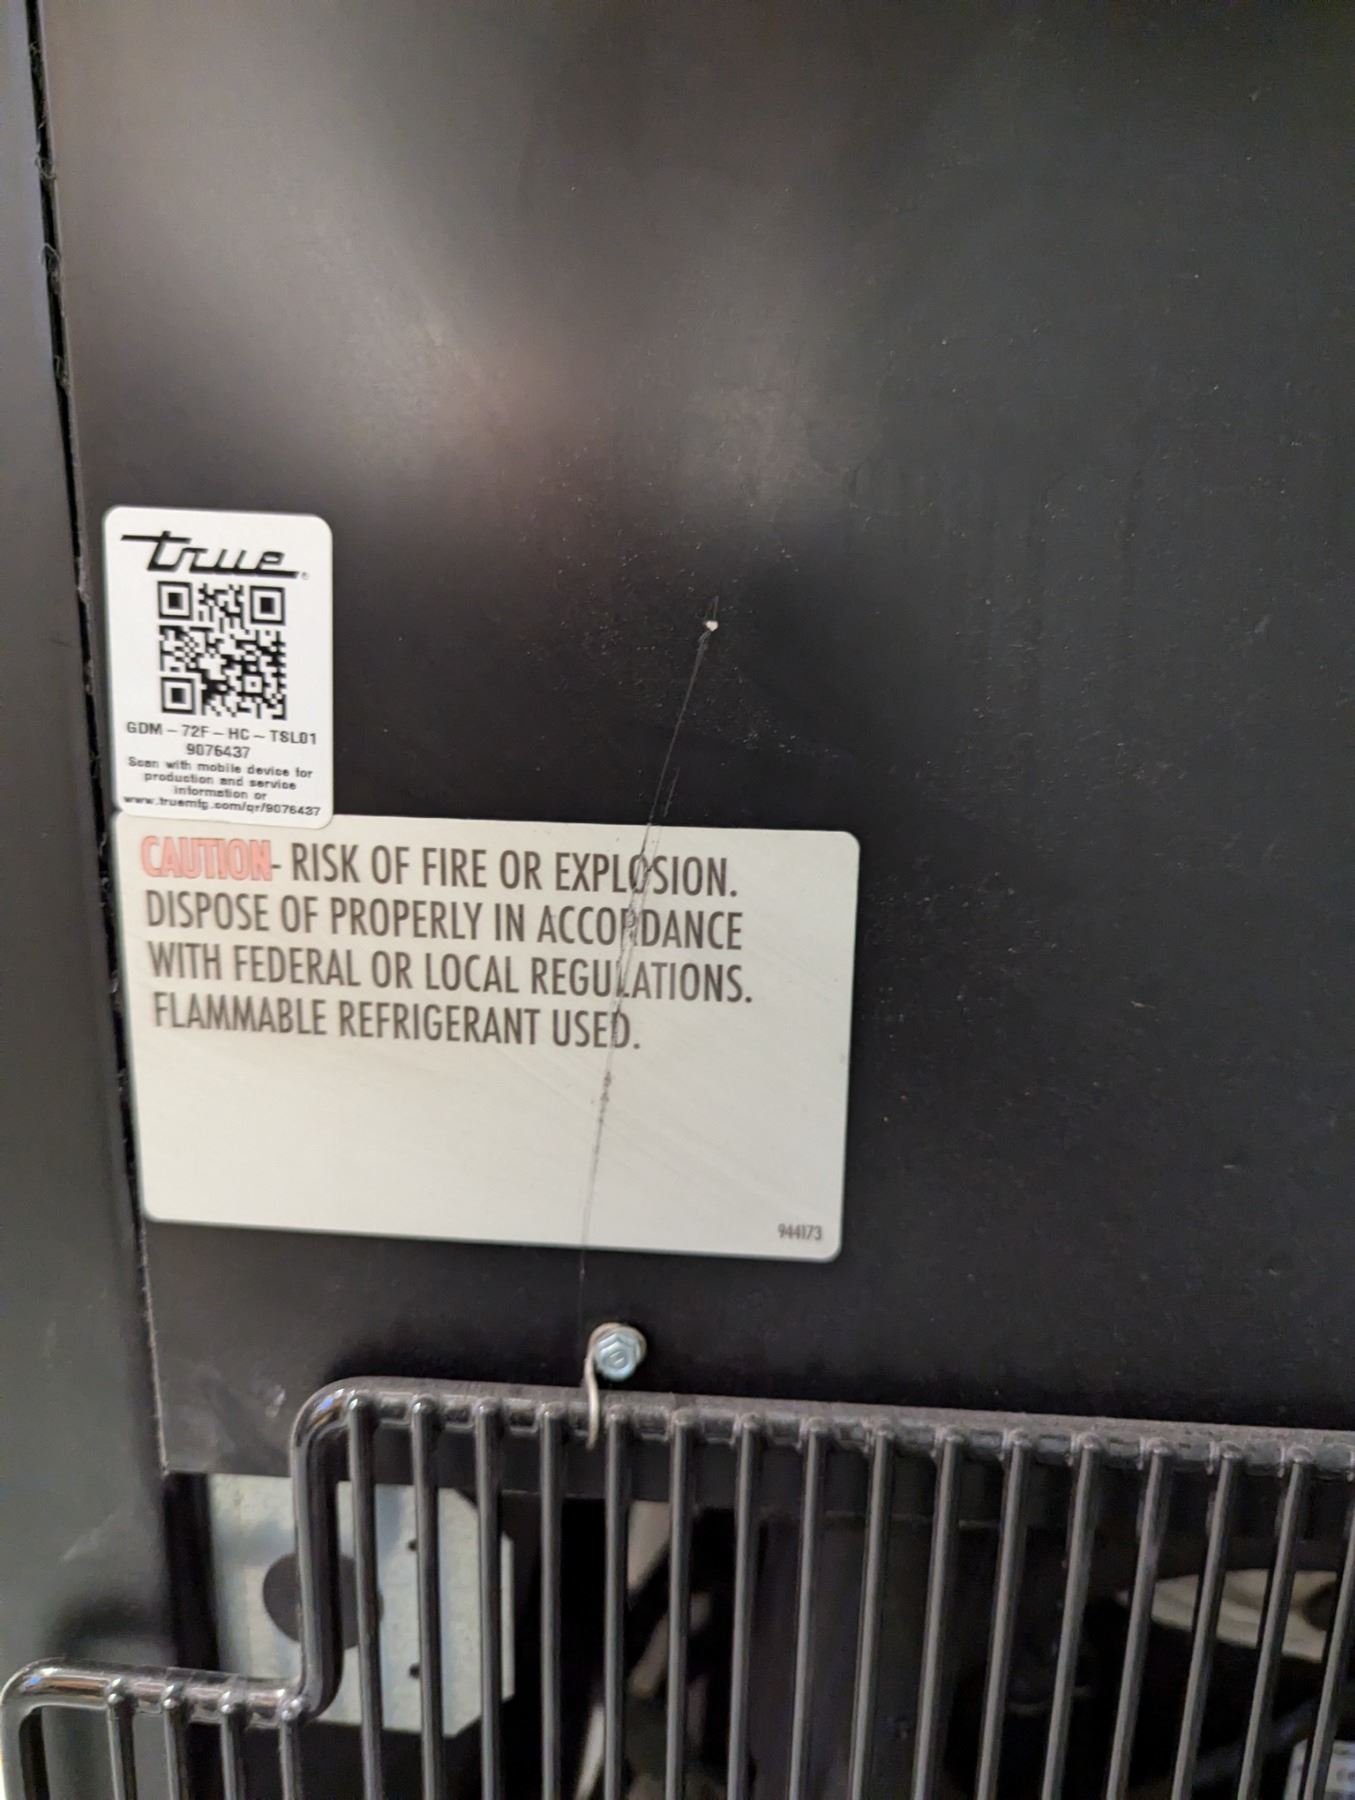 true®
GDM-72F-HC~TSL01
9076437
Scan with mobile device for
production and service
information or
www.truemfg.com/qr/9076437
CAUTION- RISK OF FIRE OR EXPLOSION.
DISPOSE OF PROPERLY IN ACCORDANCE
WITH FEDERAL OR LOCAL REGULATIONS.
FLAMMABLE REFRIGERANT USED.
944173